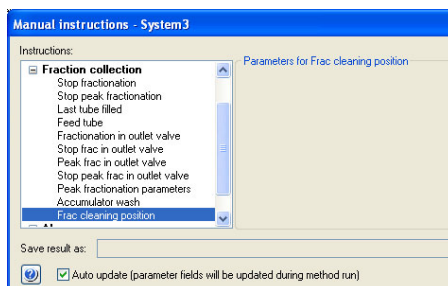 Manual instructions - System3
Instructions:
Parameters for Frac cleaning position
Fraction collection
Stop fractionation
Stop peak fractionation
Last tube filled
Feed tube
Fractionation in outlet valve
Stop frac in outlet valve
Peak frac in outlet valve
Stop peak frac in outlet valve
Peak fractionation parameters
Accumulator wash
Frac cleaning position
Save result as:
Auto update (parameter fields will be updated during method run)